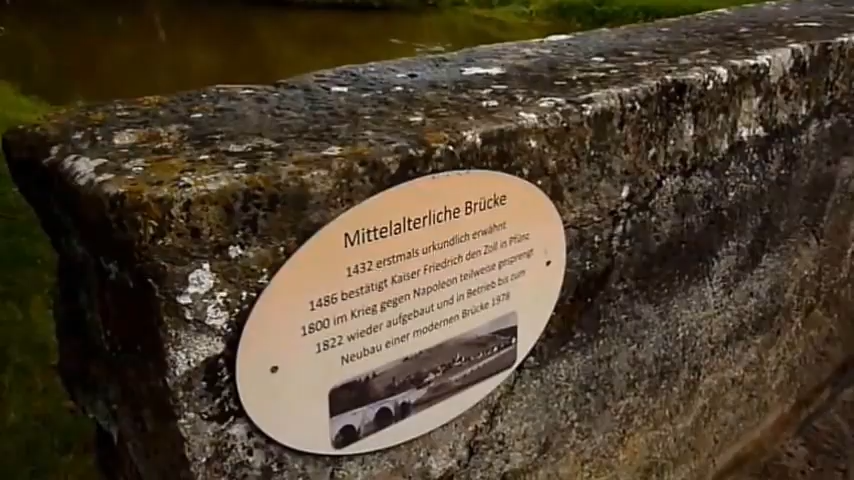 Mittelalterliche Brücke
1432 erstmals urkundlich erwähnt
1486 bestätigt Kaiser Friedrich den Zoll in Pfünz
1800 im Krieg gegen Napoleon teilweise gesprengt
1822 wieder aufgebaut und in Betrieb bis zum
Neubau einer modernen Brücke 1978